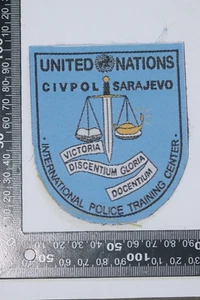 UNITED NATIONS
CIVPOL SARAJEVO
VICTORIA
DISCENTIUM GLORIA
DOCENTIUM
· INTERNATIONAL POLICE TRAINING CENTER ·